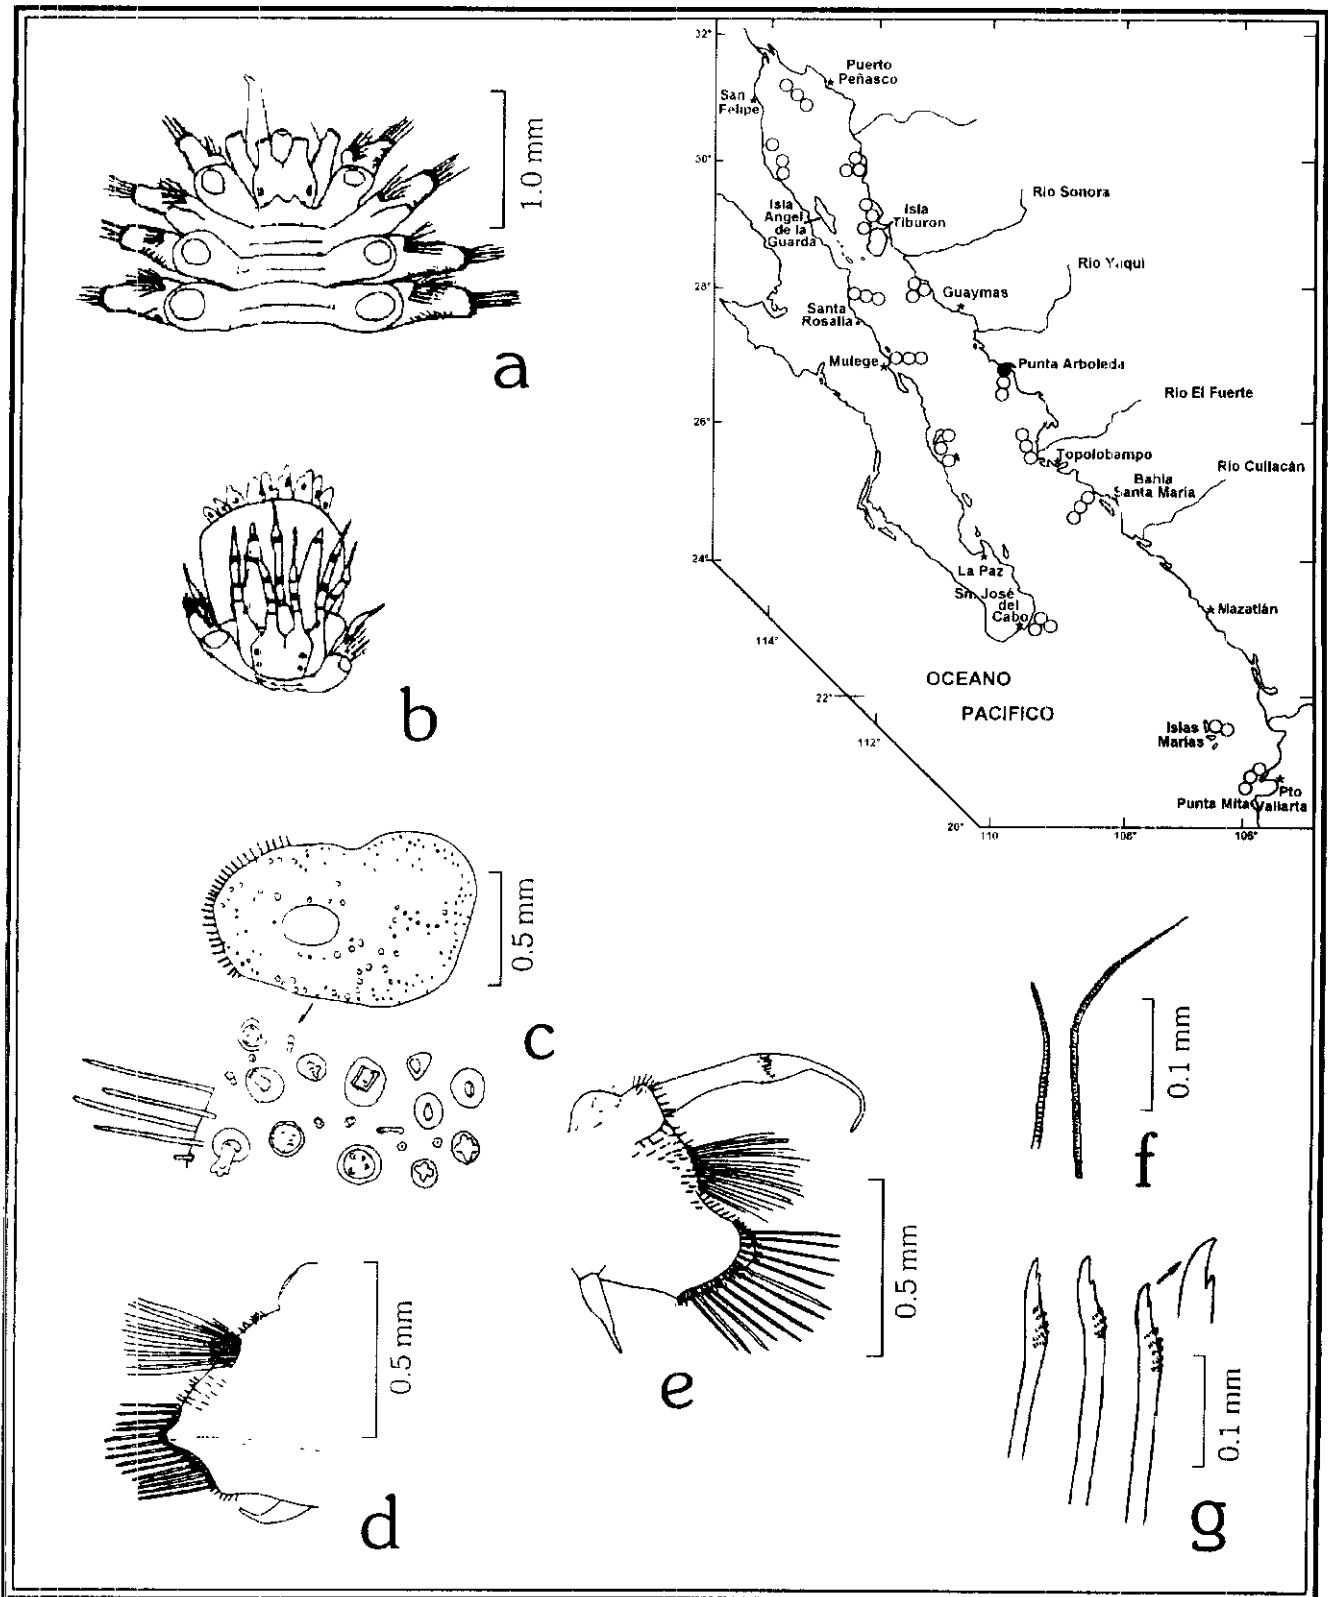 32°
Puerto
Peñasco
San
Felipe
30°
Isla
Angel
de la
Guarda
Isla
Tiburon
Rio Sonora
Rio Yaqui
28°
Santa
Rosalia
Guaymas
Mulege
Punta Arboleda
Rio El Fuerte
26°
Topolobampo
Rio Culiacán
Bahia
Santa María
24°
La Paz
Sn. José
del
Cabo
Mazatlán
114°
OCEANO
PACIFICO
22°
112°
Islas
Marías
Punta Mita
Pto
Vallarta
20°
110
108°
106°
1.0 mm
a
b
0.5 mm
c
0.1 mm
f
0.5 mm
d
0.5 mm
e
0.1 mm
g